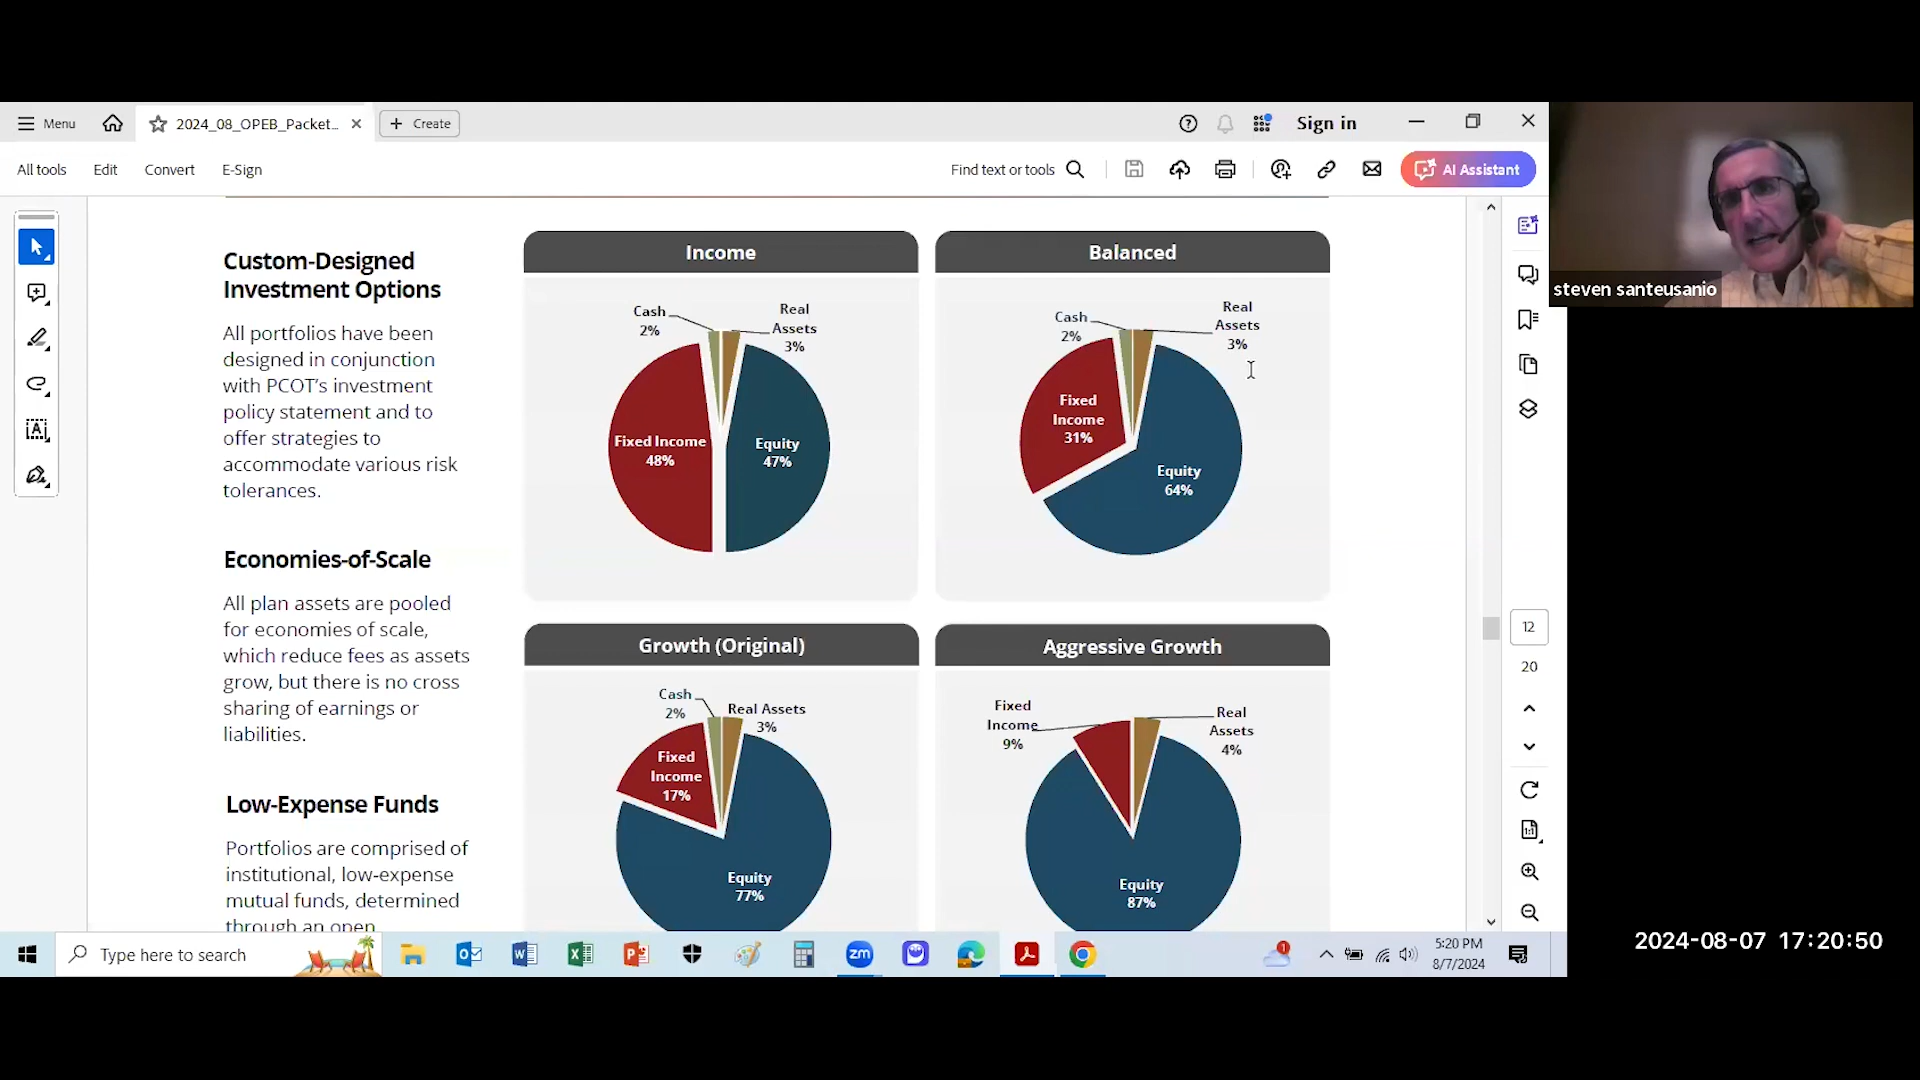 Menu
2024_08_OPEB_Packet...
Create
Sign in
All tools
Edit
Convert
E-Sign
Find text or tools
AI Assistant
steven santeusanio
Custom-Designed
Investment Options
All portfolios have been
designed in conjunction
with PCOT's investment
policy statement and to
offer strategies to
accommodate various risk
tolerances.
Economies-of-Scale
All plan assets are pooled
for economies of scale,
which reduce fees as assets
grow, but there is no cross
sharing of earnings or
liabilities.
Low-Expense Funds
Portfolios are comprised of
institutional, low-expense
mutual funds, determined
through an open
Income
Cash
2%
Real
Assets
3%
Fixed Income
48%
Equity
47%
Balanced
Cash
2%
Real
Assets
3%
Fixed
Income
31%
Equity
64%
Growth (Original)
Cash
2%
Real Assets
3%
Fixed
Income
17%
Equity
77%
Aggressive Growth
Fixed
Income
9%
Real
Assets
4%
Equity
87%
12
20
1:1
Type here to search
zm
1
5:20 PM
8/7/2024
2024-08-07 17:20:50